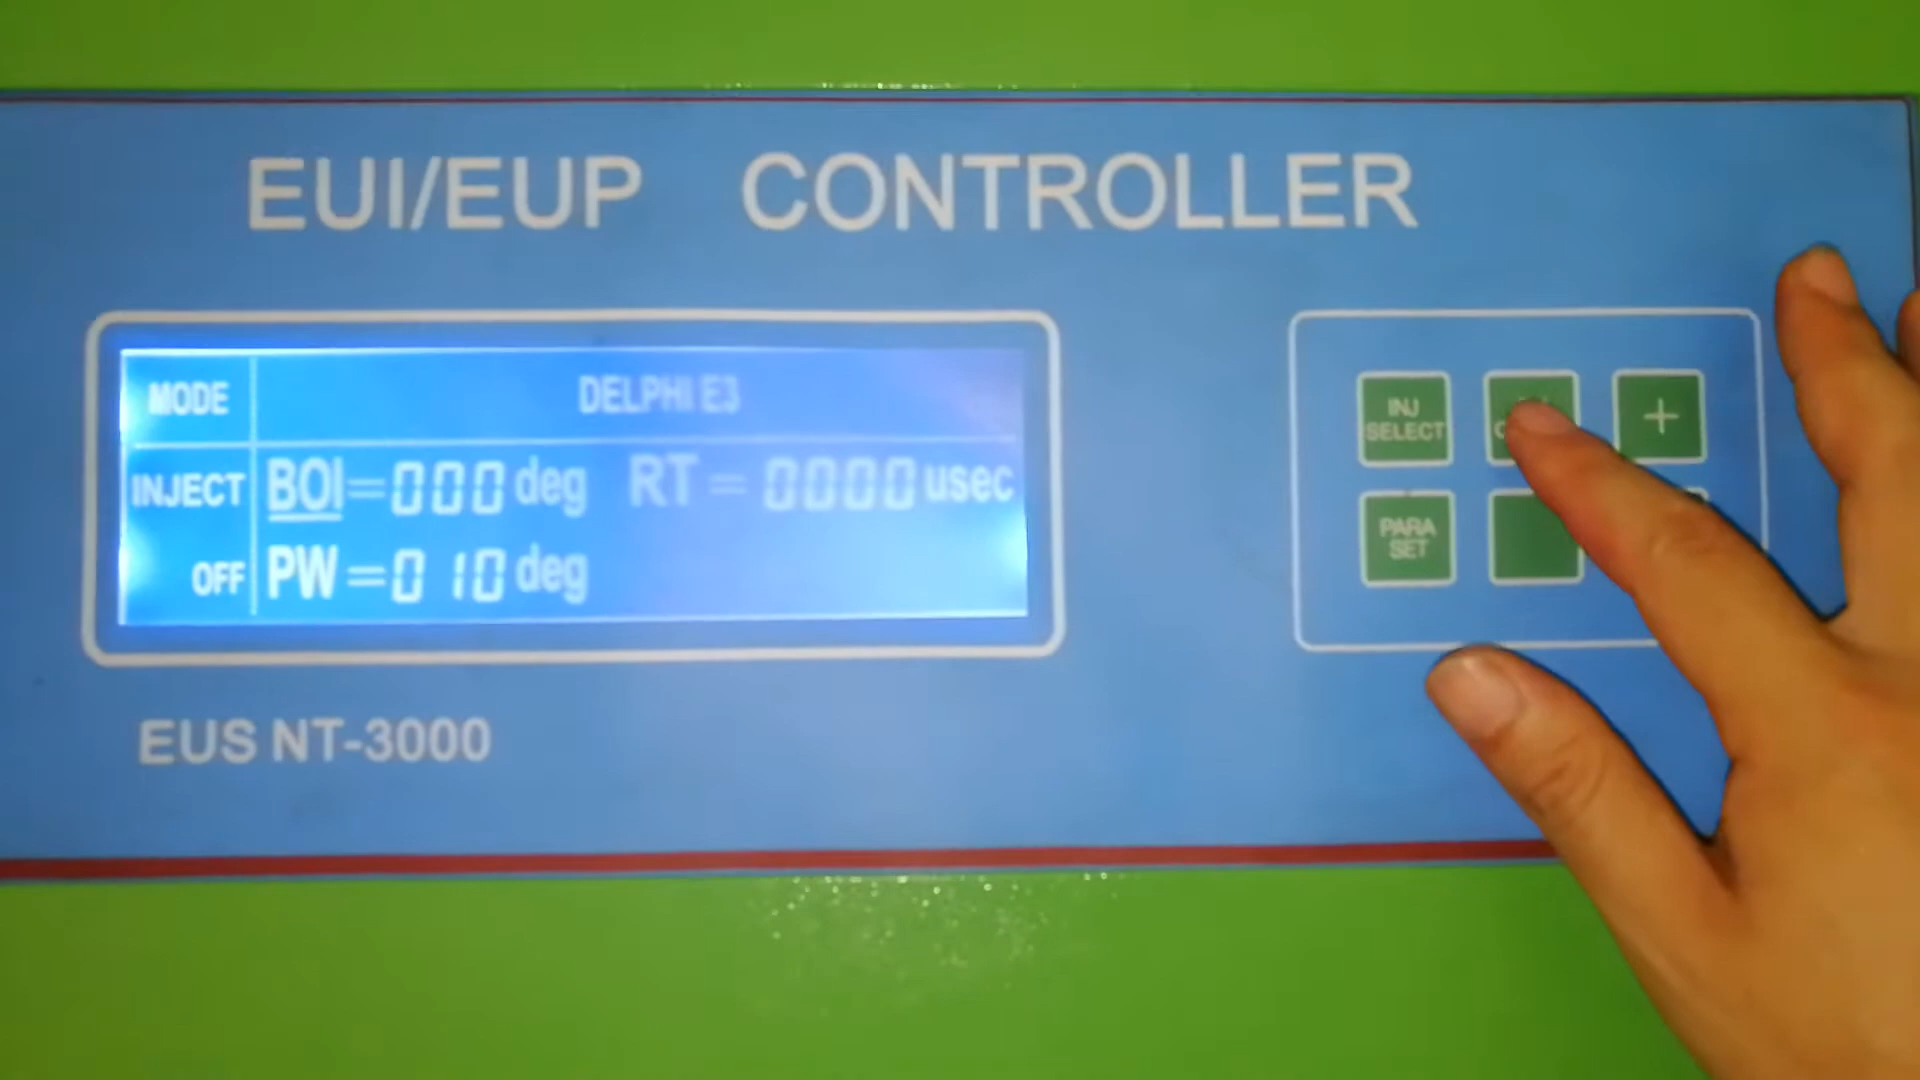 EUI/EUP CONTROLLER
MODE DELPHI E3
INJECT BOI=000deg RT=0000usec
OFF PW=010deg
INJ
SELECT
+
PARA
SET
EUS NT-3000